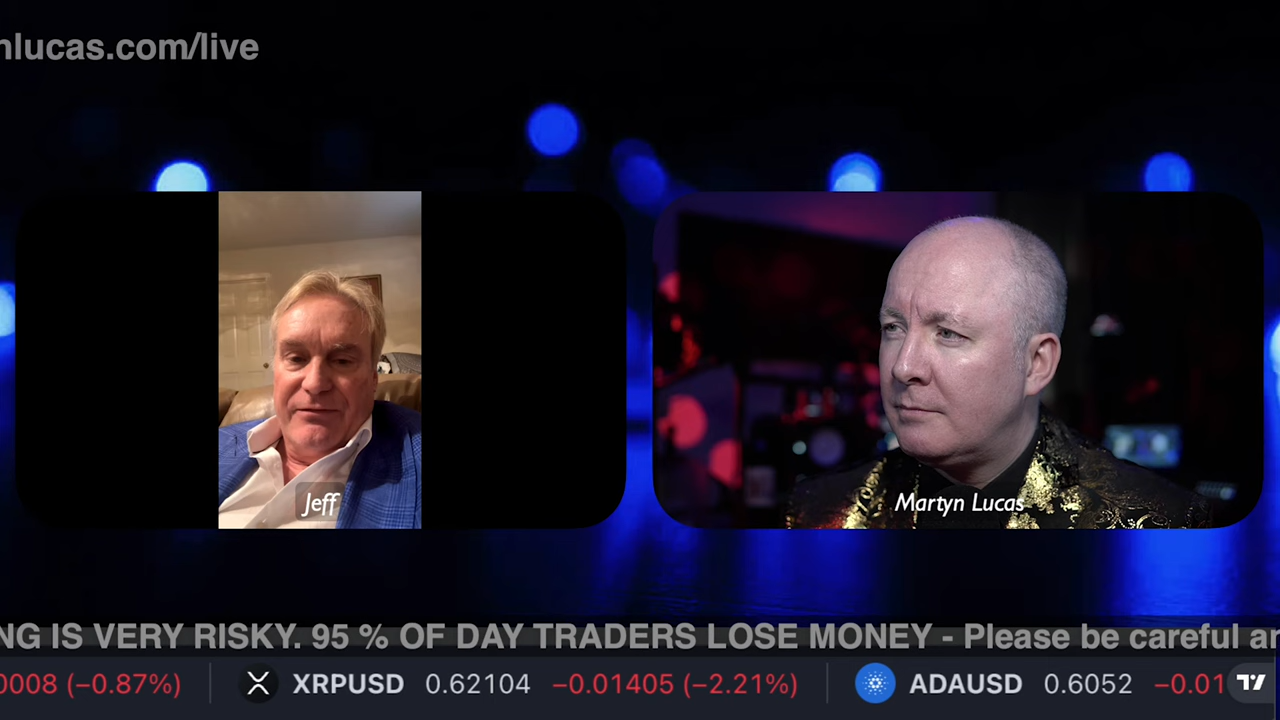 nlucas.com/live
Jeff
Martyn Lucas
NG IS VERY RISKY. 95 % OF DAY TRADERS LOSE MONEY - Please be careful an
0008 (−0.87%) XRPUSD 0.62104 −0.01405 (−2.21%) ADAUSD 0.6052 −0.01